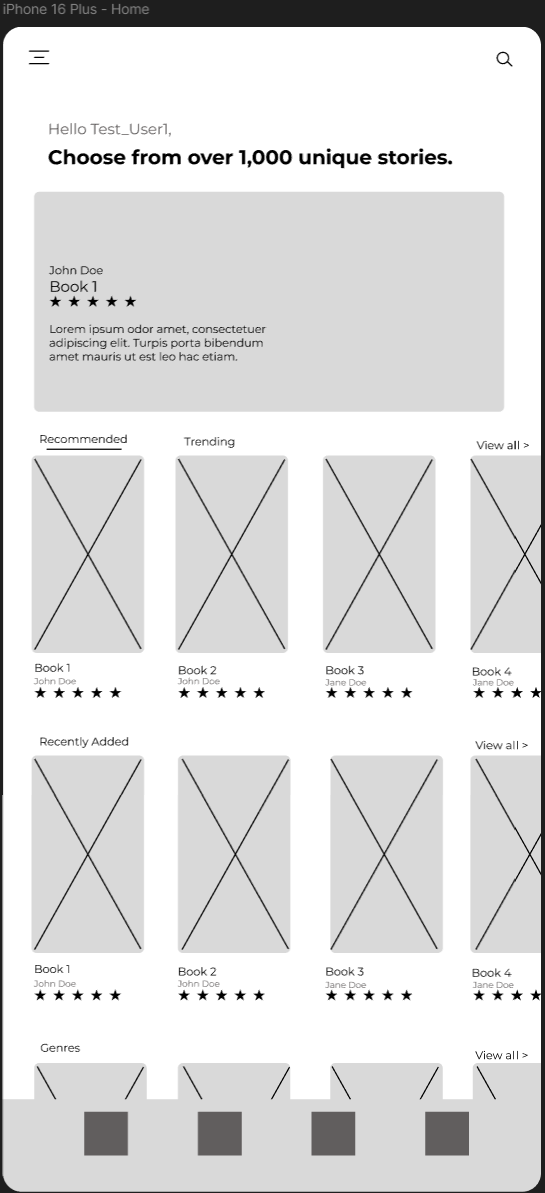 iPhone 16 Plus - Home
Hello Test_User1,
Choose from over 1,000 unique stories.
John Doe
Book 1
★ ★ ★ ★ ★
Lorem ipsum odor amet, consectetuer
adipiscing elit. Turpis porta bibendum
amet mauris ut est leo hac etiam.
Recommended
Trending
View all >
Book 1
John Doe
★ ★ ★ ★ ★
Book 2
John Doe
★ ★ ★ ★ ★
Book 3
Jane Doe
★ ★ ★ ★ ★
Book 4
Jane Doe
★ ★ ★ ★ ★
Recently Added
View all >
Book 1
John Doe
★ ★ ★ ★ ★
Book 2
John Doe
★ ★ ★ ★ ★
Book 3
Jane Doe
★ ★ ★ ★ ★
Book 4
Jane Doe
★ ★ ★ ★ ★
Genres
View all >